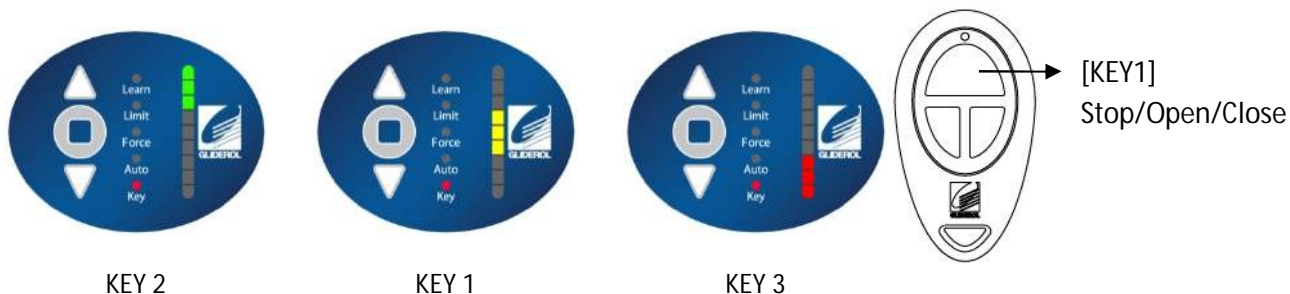 Learn
Limit
Force
Auto
Key
GLIDEROL
KEY 2
Learn
Limit
Force
Auto
Key
GLIDEROL
KEY 1
Learn
Limit
Force
Auto
Key
GLIDEROL
KEY 3
[KEY1]
Stop/Open/Close
GLIDEROL